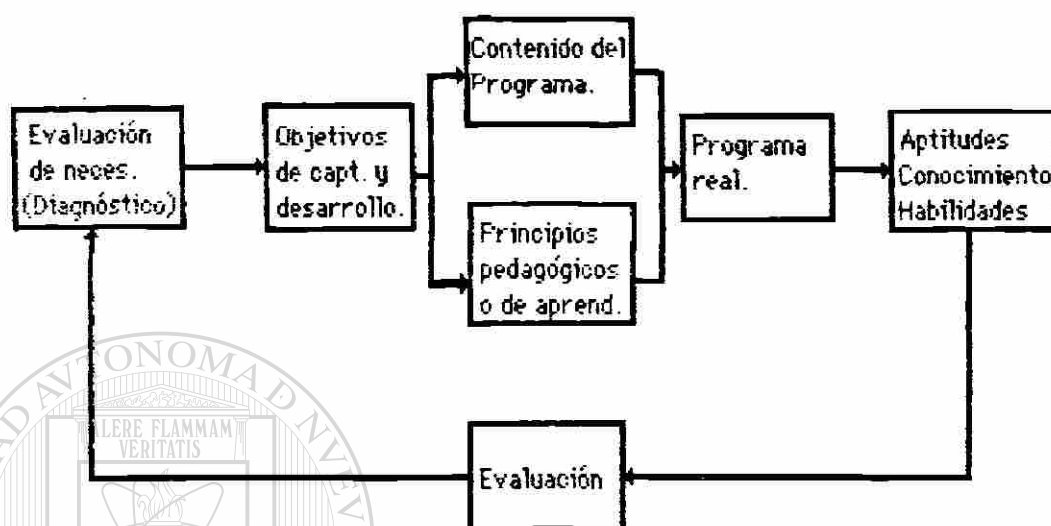 Contenido del
Programa.
Evaluación
de neces.
(Diagnóstico)
Objetivos
de capt. y
desarrollo.
Programa
real.
Aptitudes
Conocimiento
Habilidades
Principios
pedagógicos
o de aprend.
Evaluación
ALERE FLAMMAM
VERITATIS